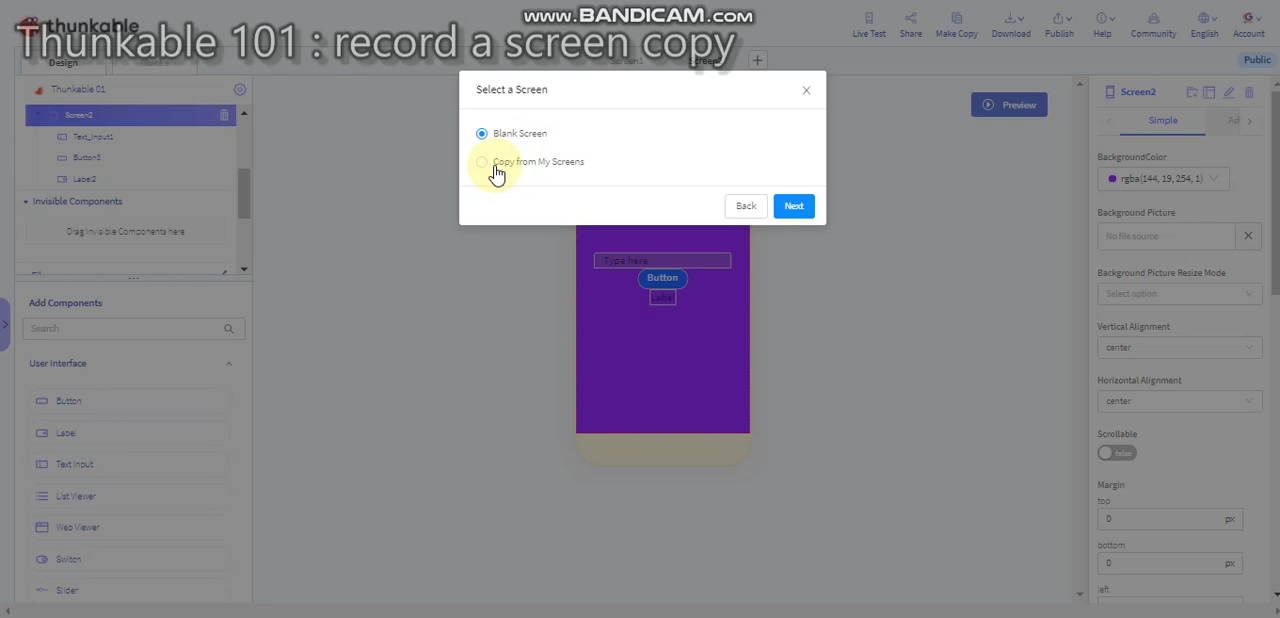 www.BANDICAM.com
thunkable
Thunkable 101 : record a screen copy
Live Test
Share
Make Copy
Download
Publish
Help
Community
English
Account
Design
Blocks
Screen1
Public
Thunkable 01
Screen2
Text_Input1
Button3
Label2
Invisible Components
Drag Invisible Components here
Add Components
Search
User Interface
Button
Label
Text Input
List Viewer
Web Viewer
Switch
Slider
Select a Screen
Blank Screen
Copy from My Screens
Back
Next
Type here
Button
Label
Preview
Screen2
Simple
BackgroundColor
rgba(144, 19, 254, 1)
Background Picture
No file source
Background Picture Resize Mode
Select option
Vertical Alignment
center
Horizontal Alignment
center
Scrollable
false
Margin
top
0
px
bottom
0
px
left